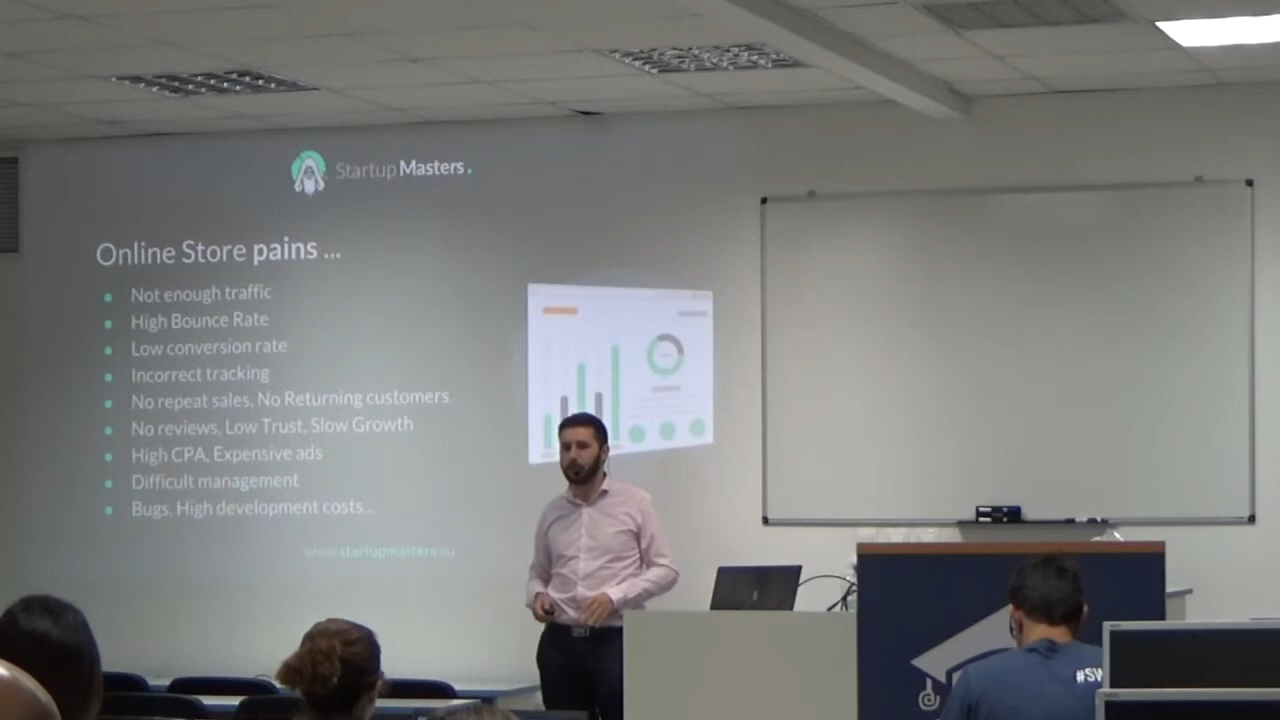 Startup Masters.
Online Store pains ...
Not enough traffic
High Bounce Rate
Low conversion rate
Incorrect tracking
No repeat sales, No Returning customers
No reviews, Low Trust, Slow Growth
High CPA, Expensive ads
Difficult management
Bugs, High development costs...
www.startupmasters.eu
#SW